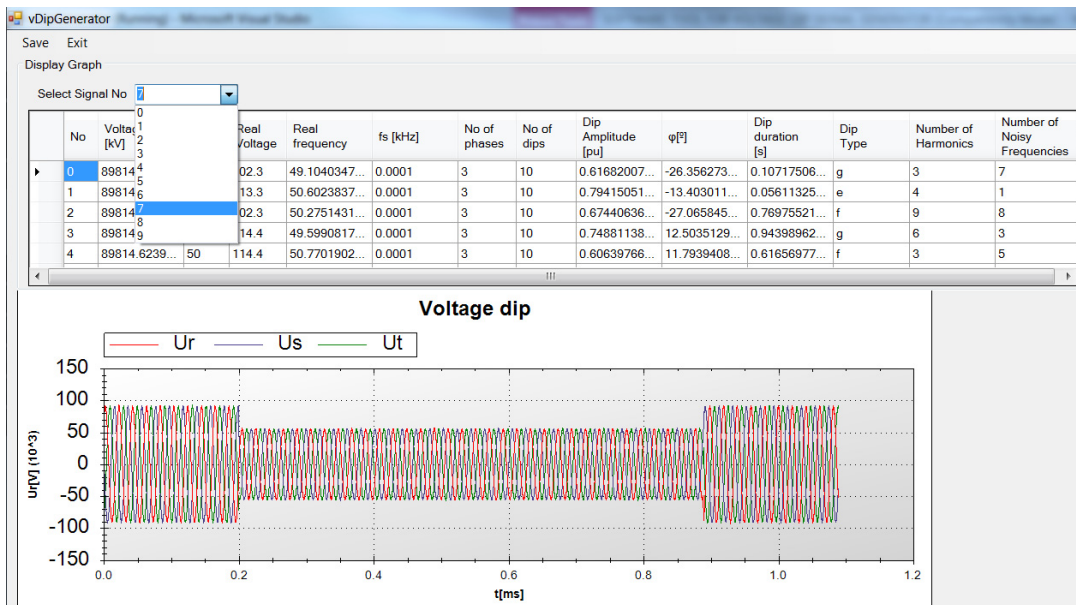 vDipGenerator (Running) - Microsoft Visual Studio
Save Exit
Display Graph
Select Signal No 7
0
1
2
3
4
5
6
7
8
9
No [kV] Real Voltage Real frequency fs [kHz] No of phases No of dips Dip Amplitude [pu] φ[º] Dip duration [s] Dip Type Number of Harmonics Number of Noisy Frequencies
0 89814 02.3 49.1040347... 0.0001 3 10 0.61682007... -26.356273... 0.10717506... g 3 7
1 89814 13.3 50.6023837... 0.0001 3 10 0.79415051... -13.403011... 0.05611325... e 4 1
2 89814 02.3 50.2751431... 0.0001 3 10 0.67440636... -27.065845... 0.76975521... f 9 8
3 89814 14.4 49.5990817... 0.0001 3 10 0.74881138... 12.5035129... 0.94398962... g 6 3
4 89814.6239... 50 114.4 50.7701902... 0.0001 3 10 0.60639766... 11.7939408... 0.61656977... f 3 5
Voltage dip
Ur Us Ut
150
100
50
0
-50
-100
-150
Ur[V] (10^3)
0.0 0.2 0.4 0.6 0.8 1.0 1.2
t[ms]